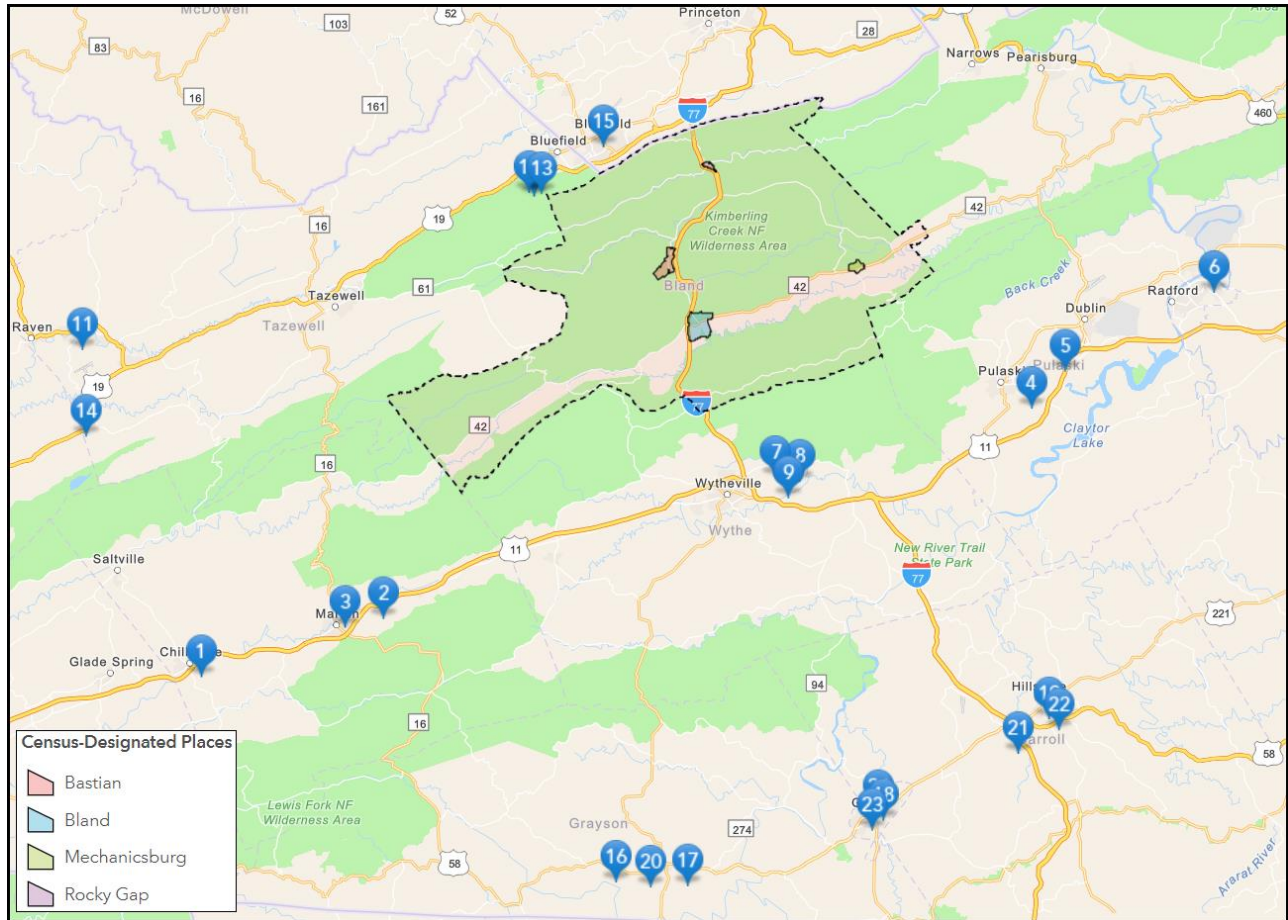 McDowell
52
Princeton
103
28
83
Narrows
Pearisburg
Area
16
161
77
460
15
Bluefield
13
42
19
16
Kimberling
Creek NF
Wilderness Area
Back Creek
6
Radford
61
42
Bland
Dublin
Tazewell
Tazewell
Raven
11
5
Pulaski
Pulaski
4
19
14
77
Claytor
Lake
42
11
16
7
8
9
Wytheville
Wythe
11
New River Trail
State Park
77
Saltville
2
3
221
1
Glade Spring
94
22
16
21
Carroll
58
Census-Designated Places
Bastian
Bland
Mechanicsburg
Rocky Gap
Lewis Fork NF
Wilderness Area
18
23
Grayson
274
16
20
17
58
Ararat River